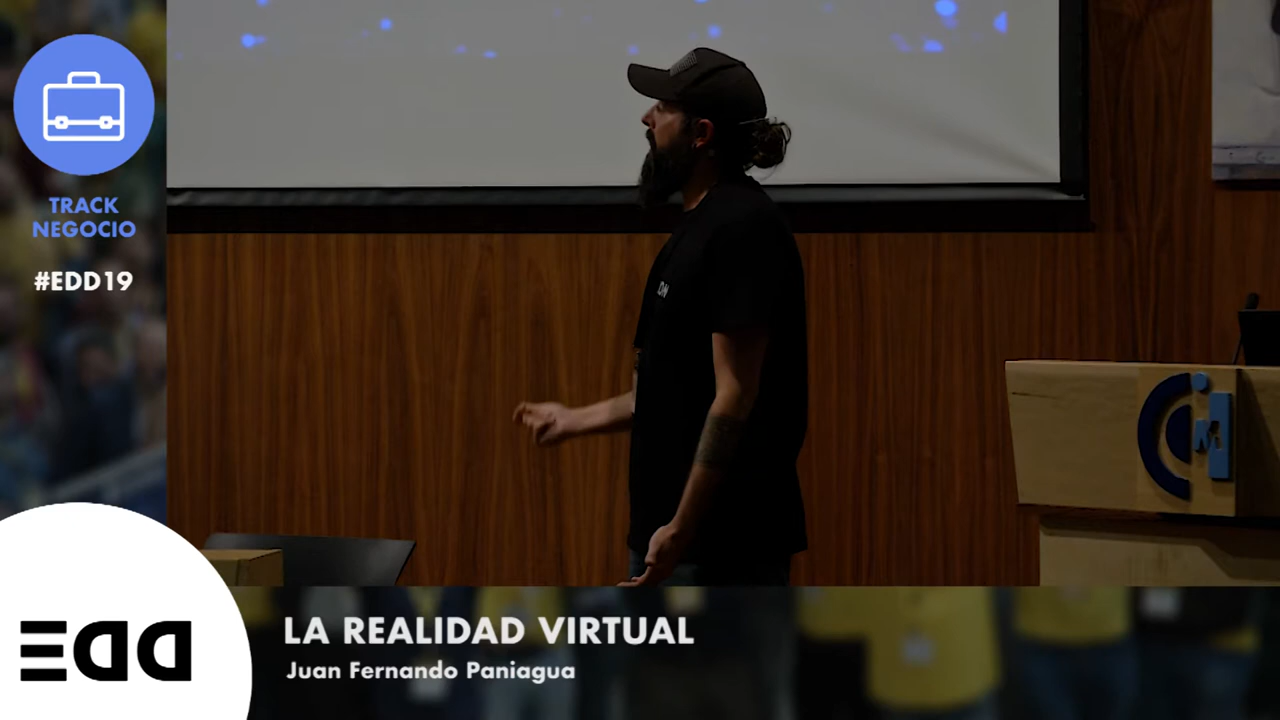 TRACK
NEGOCIO
#EDD19
EDD
LA REALIDAD VIRTUAL
Juan Fernando Paniagua